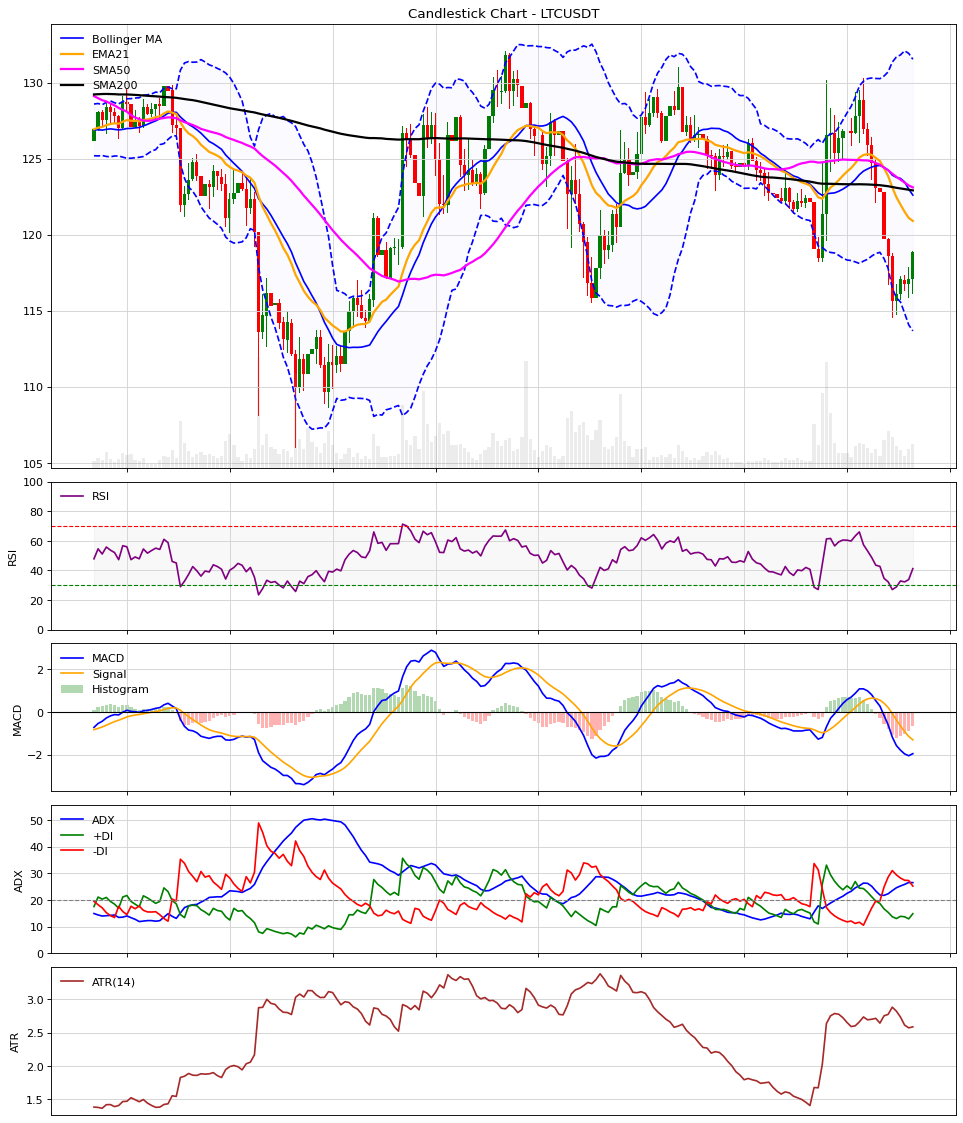 Candlestick Chart - LTCUSDT
Bollinger MA
EMA21
SMA50
SMA200
130
125
120
115
110
105
RSI
100
80
60
40
20
0
RSI
MACD
Signal
Histogram
2
0
−2
MACD
ADX
+DI
-DI
50
40
30
20
10
0
ADX
ATR(14)
3.0
2.5
2.0
1.5
ATR